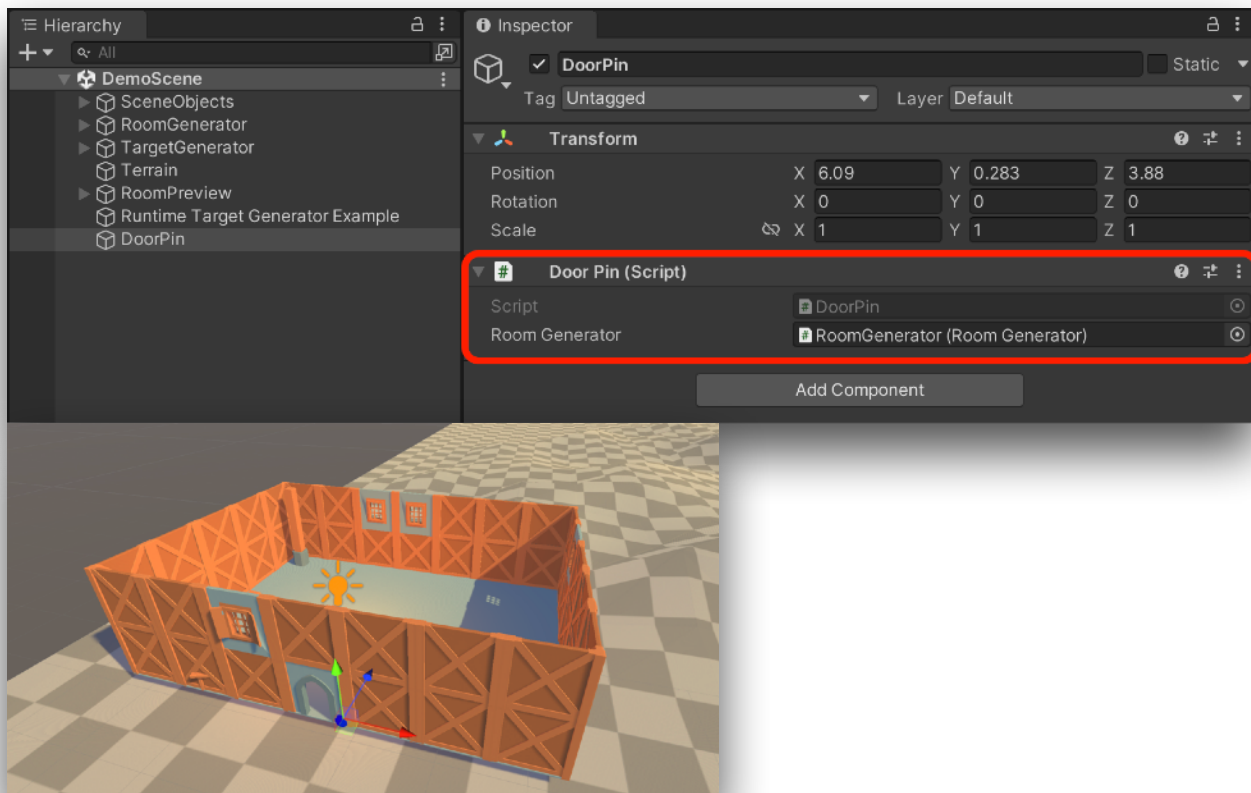 Hierarchy
All
DemoScene
SceneObjects
RoomGenerator
TargetGenerator
Terrain
RoomPreview
Runtime Target Generator Example
DoorPin
Inspector
DoorPin Static
Tag Untagged Layer Default
Transform
Position X 6.09 Y 0.283 Z 3.88
Rotation X 0 Y 0 Z 0
Scale X 1 Y 1 Z 1
# Door Pin (Script)
Script # DoorPin
Room Generator # RoomGenerator (Room Generator)
Add Component